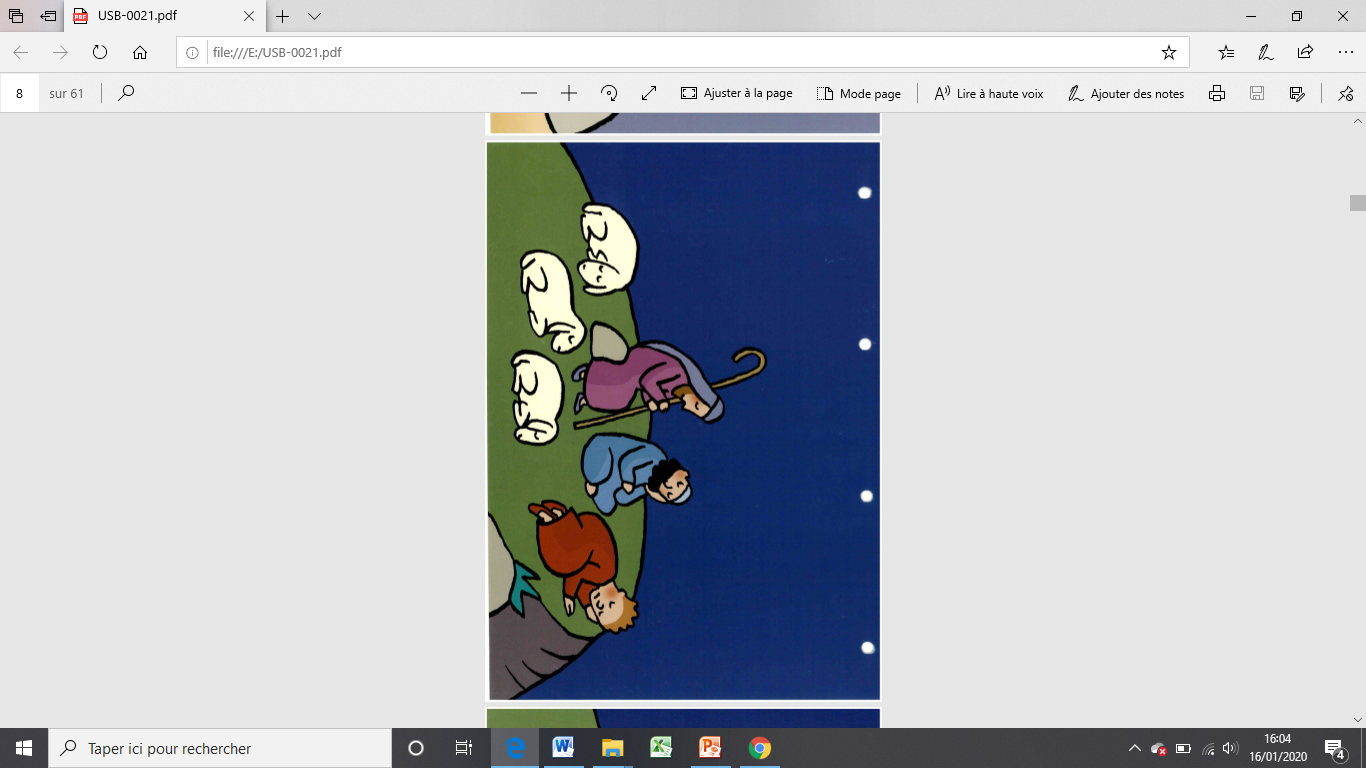 USB-0021.pdf
file:///E:/USB-0021.pdf
8 sur 61
Ajuster à la page
Mode page
Lire à haute voix
Ajouter des notes
Taper ici pour rechercher
16:04
16/01/2020
4